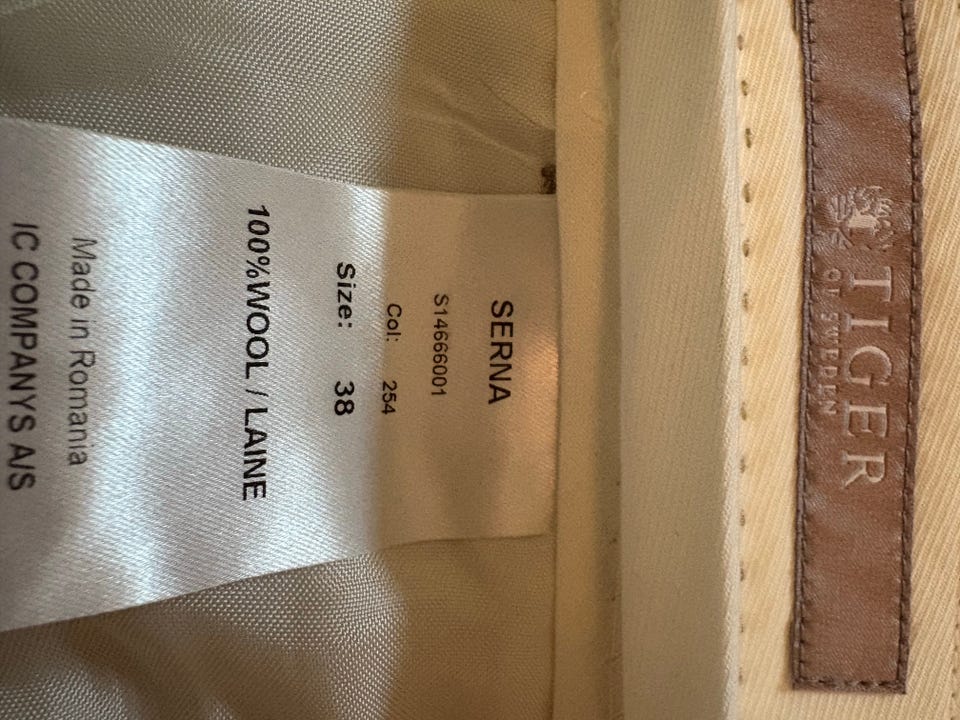 TIGER
OF SWEDEN
SERNA
S14666001
Col: 254
Size: 38
100%WOOL / LAINE
Made in Romania
IC COMPANYS A/S